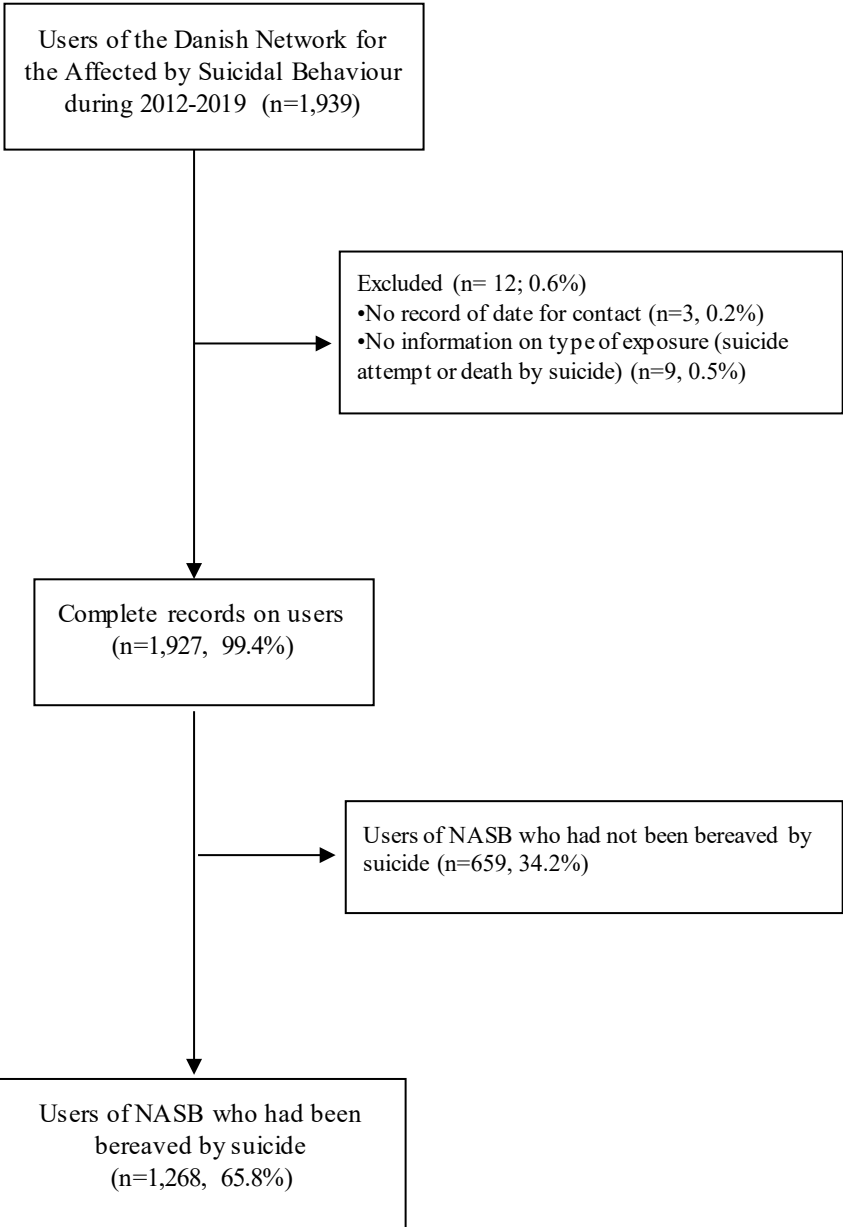 Users of the Danish Network for
the Affected by Suicidal Behaviour
during 2012-2019 (n=1,939)
Excluded (n= 12; 0.6%)
•No record of date for contact (n=3, 0.2%)
•No information on type of exposure (suicide
attempt or death by suicide) (n=9, 0.5%)
Complete records on users
(n=1,927, 99.4%)
Users of NASB who had not been bereaved by
suicide (n=659, 34.2%)
Users of NASB who had been
bereaved by suicide
(n=1,268, 65.8%)